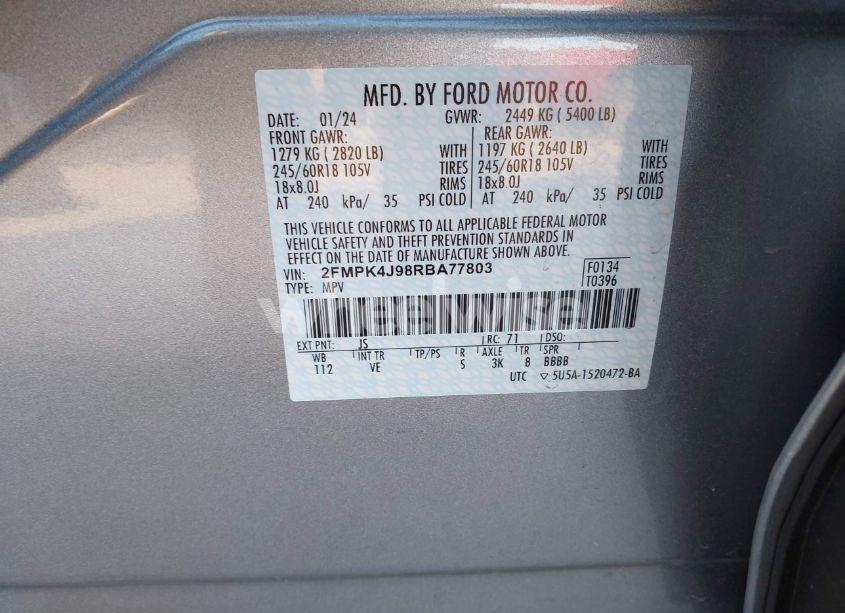 MFD. BY FORD MOTOR CO.
DATE: 01/24 GVWR: 2449 KG ( 5400 LB)
FRONT GAWR: REAR GAWR:
1279 KG ( 2820 LB) WITH 1197 KG ( 2640 LB) WITH
245/60R18 105V TIRES 245/60R18 105V TIRES
18x8.0J RIMS 18x8.0J RIMS
AT 240 kPa/ 35 PSI COLD AT 240 kPa/ 35 PSI COLD
THIS VEHICLE CONFORMS TO ALL APPLICABLE FEDERAL MOTOR
VEHICLE SAFETY AND THEFT PREVENTION STANDARDS IN
EFFECT ON THE DATE OF MANUFACTURE SHOWN ABOVE.
VIN: 2FMPK4J98RBA77803 F0134
TYPE: MPV T0396
EXT PNT: JS RC: 71 DSO:
WB INT TR TP/PS R AXLE TR SPR
112 VE S 3K 8 BBBB
UTC ▽ 5U5A-1520472-BA